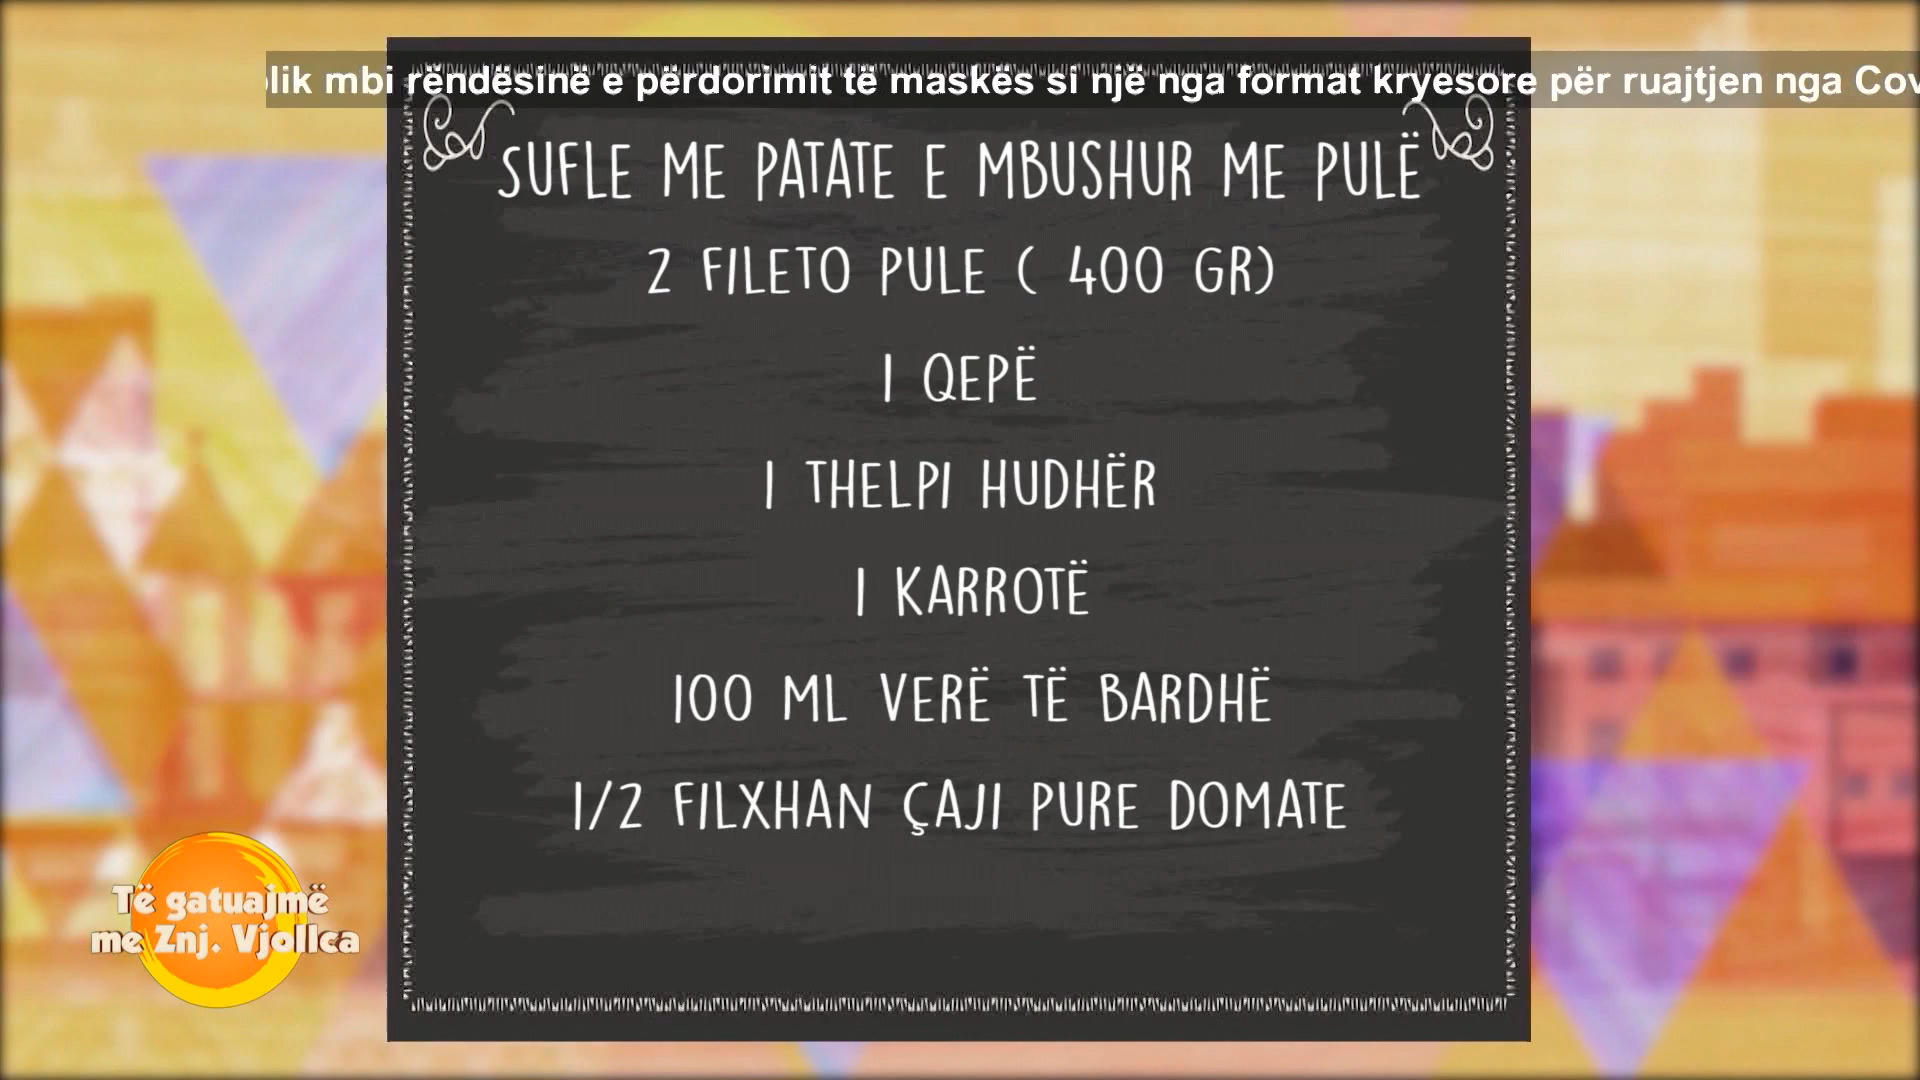 mbi rëndësinë e përdorimit të maskës si një nga format kryesore për ruajtjen nga
SUFLE ME PATATE E MBUSHUR ME PULË
2 FILETO PULE ( 400 GR)
1 QEPË
1 THELPI HUDHËR
1 KARROTË
100 ML VERË TË BARDHË
1/2 FILXHAN ÇAJI PURE DOMATE
Të gatuajmë
me Znj. Vjollca